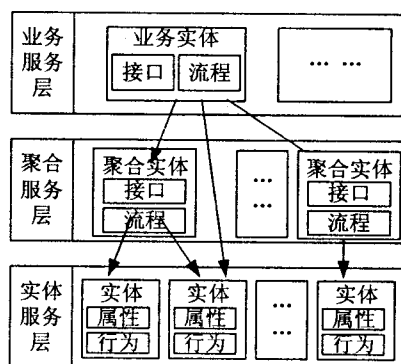 业务服务层
业务实体
接口 流程
… …
聚合服务层
聚合实体
接口
流程
…
…
聚合实体
接口
流程
实体服务层
实体
属性
行为
实体
属性
行为
…
…
实体
属性
行为